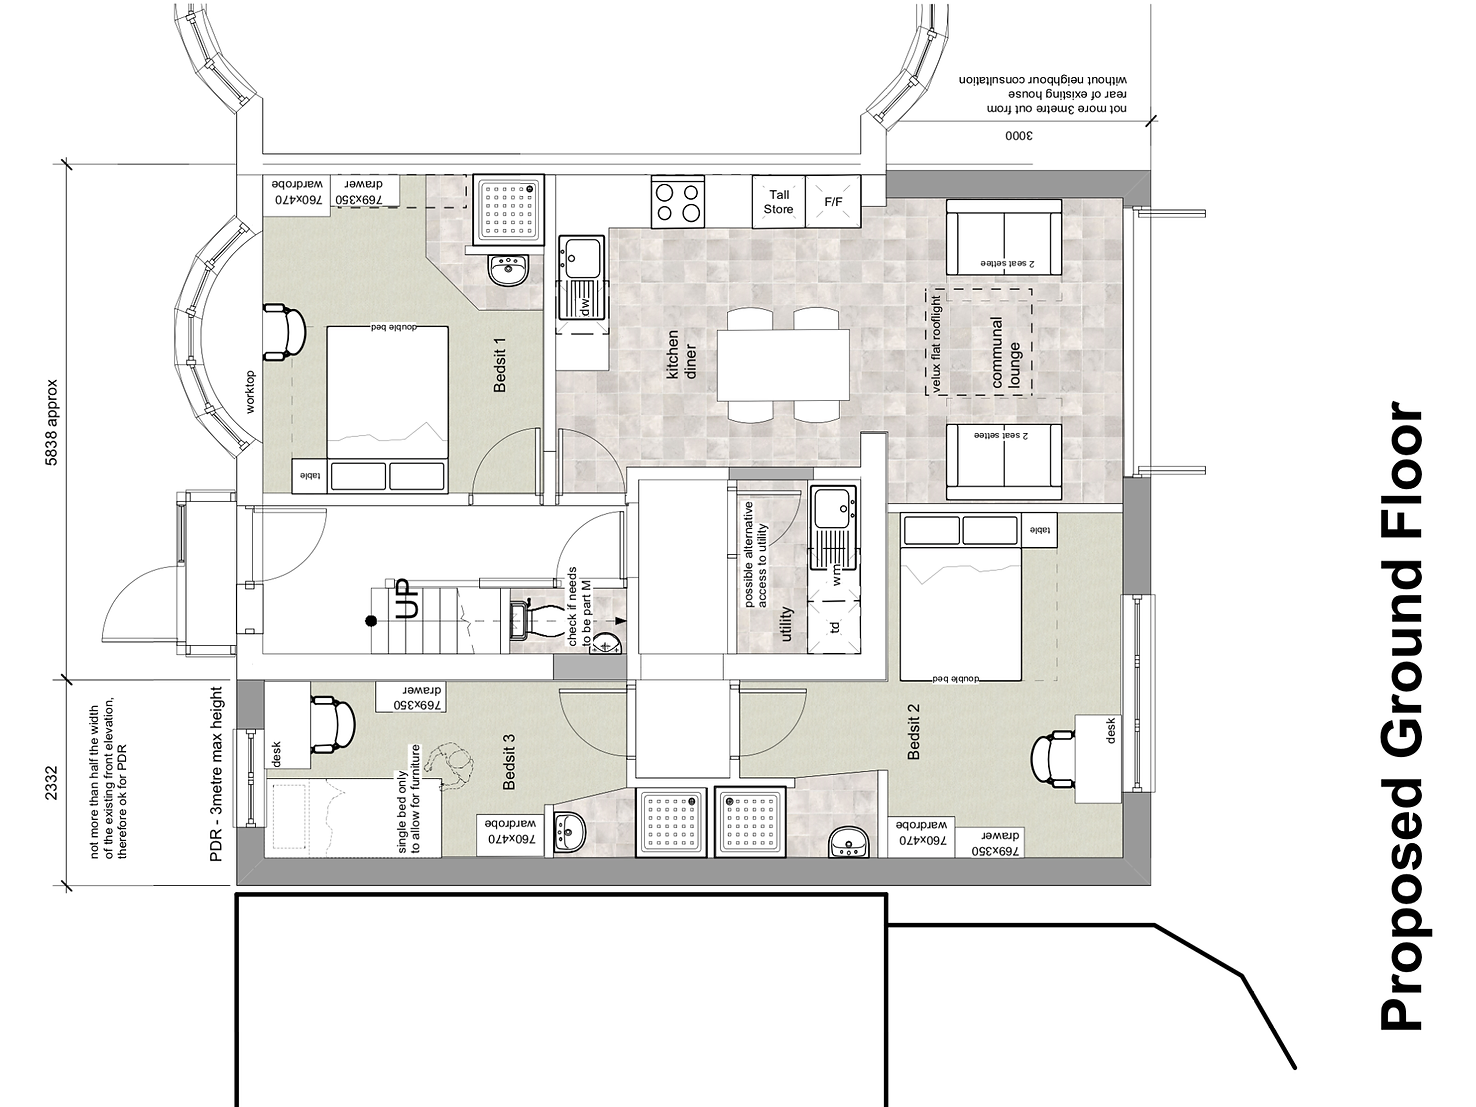 Proposed Ground Floor
not more 3metre out from
rear of existing house
without neighbour consultation
3000
5838 approx
2332
not more than half the width
of the existing front elevation,
therefore ok for PDR
PDR - 3metre max height
wardrobe
760x470
drawer
769x350
worktop
double bed
Bedsit 1
table
dw
Tall
Store
F/F
kitchen
diner
2 seat settee
velux flat rooflight
communal
lounge
2 seat settee
UP
check if needs
to be part M
possible alternative
access to utility
utility
wm
td
table
double bed
Bedsit 2
desk
wardrobe
760x470
drawer
769x350
desk
drawer
769x350
single bed only
to allow for furniture
Bedsit 3
wardrobe
760x470